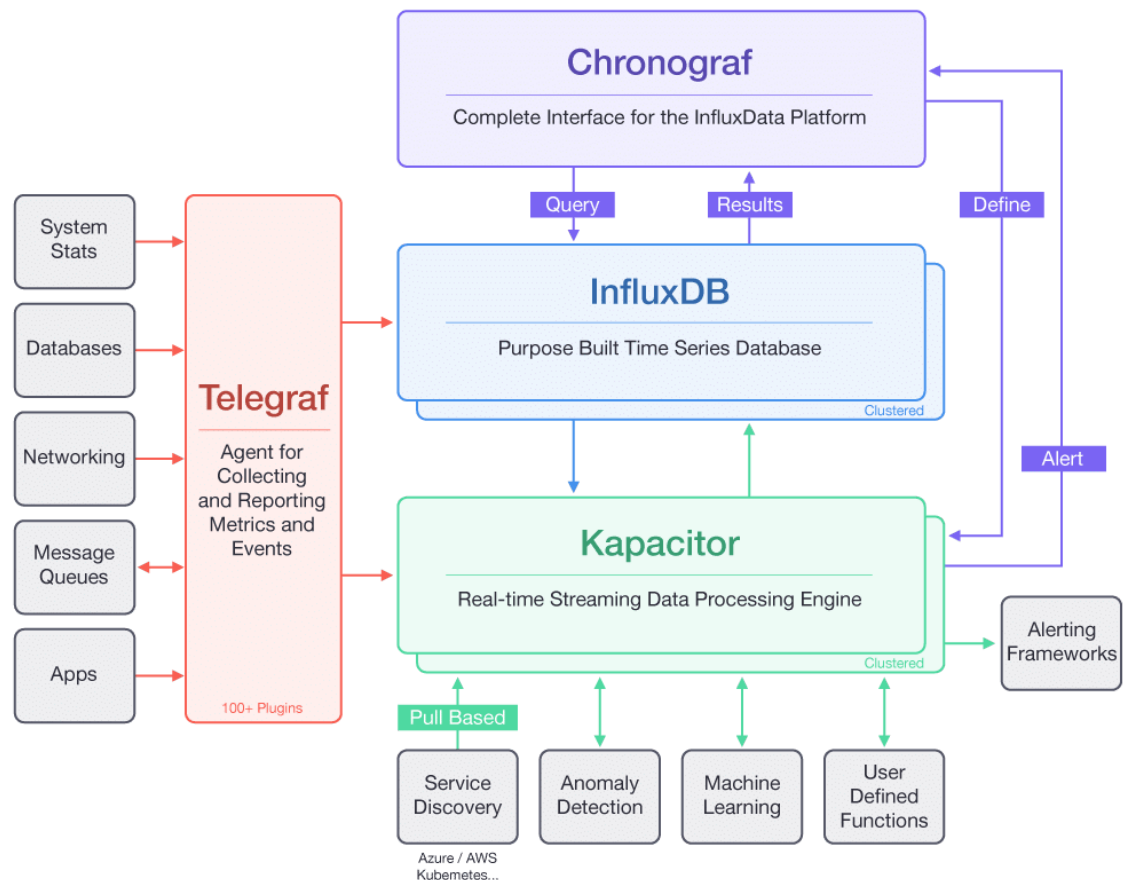 Chronograf
Complete Interface for the InfluxData Platform
Query
Results
Define
System
Stats
Databases
Networking
Message
Queues
Apps
Telegraf
Agent for
Collecting
and Reporting
Metrics and
Events
100+ Plugins
InfluxDB
Purpose Built Time Series Database
Clustered
Alert
Kapacitor
Real-time Streaming Data Processing Engine
Clustered
Alerting
Frameworks
Pull Based
Service
Discovery
Azure / AWS
Kubemetes...
Anomaly
Detection
Machine
Learning
User
Defined
Functions